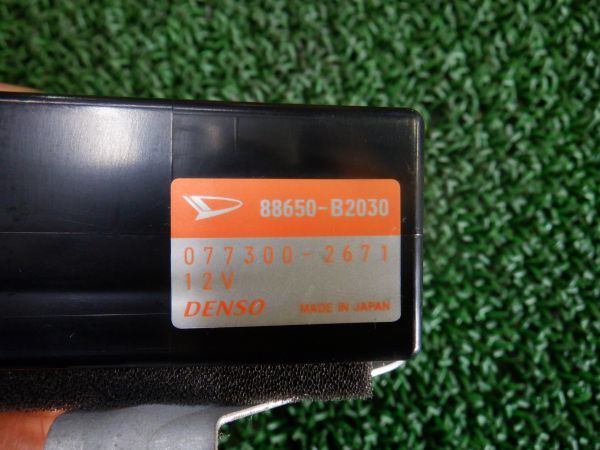 88650-B2030
077300-2671
12V
DENSO MADE IN JAPAN